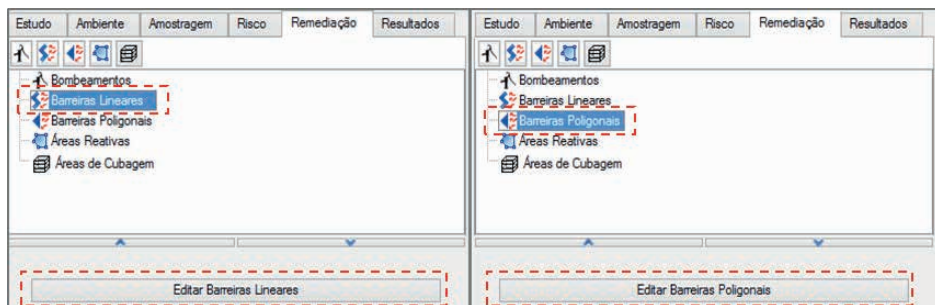 Estudo Ambiente Amostragem Risco Remediação Resultados
Bombeamentos
Barreiras Lineares
Barreiras Poligonais
Áreas Reativas
Áreas de Cubagem
Editar Barreiras Lineares
Estudo Ambiente Amostragem Risco Remediação Resultados
Bombeamentos
Barreiras Lineares
Barreiras Poligonais
Áreas Reativas
Áreas de Cubagem
Editar Barreiras Poligonais